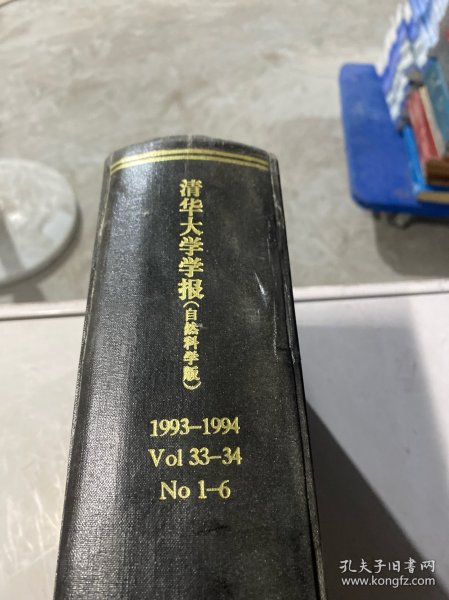 清华大学学报(自然科学版)
1993-1994
Vol 33-34
No 1-6
孔夫子旧书网
www.kongfz.com